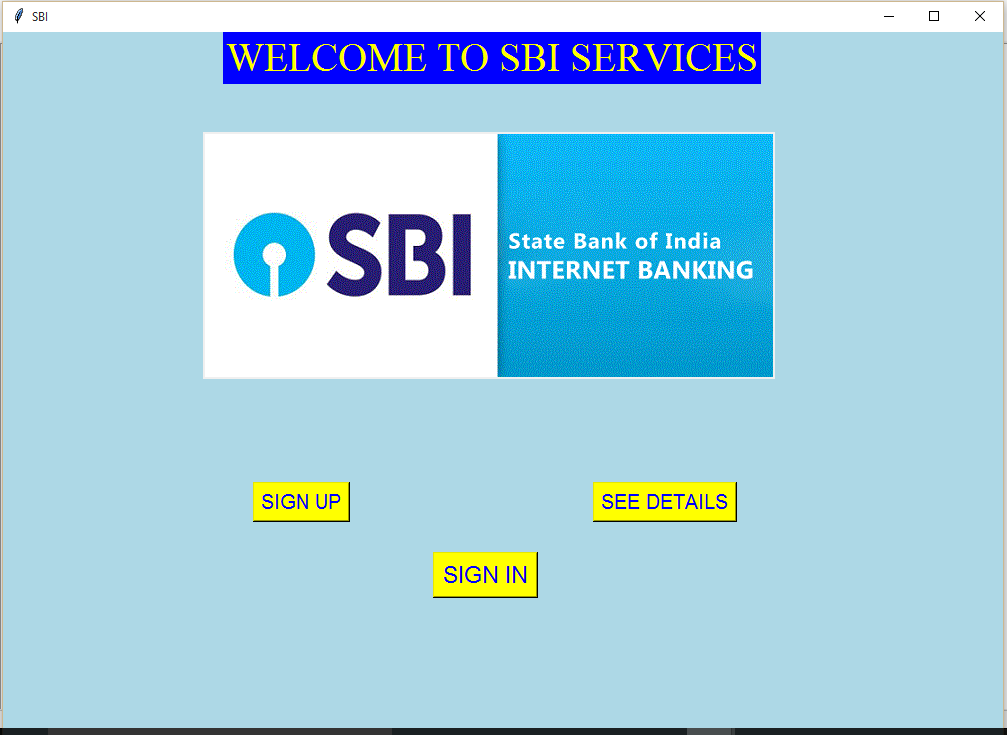 SBI
WELCOME TO SBI SERVICES
SBI
State Bank of India
INTERNET BANKING
SIGN UP
SEE DETAILS
SIGN IN